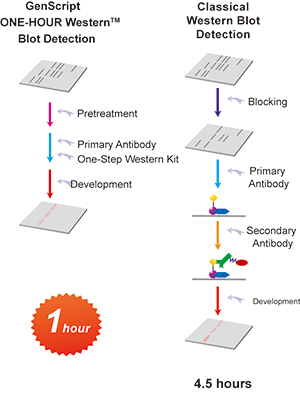 GenScript
ONE-HOUR Western™
Blot Detection
Pretreatment
Primary Antibody
One-Step Western Kit
Development
1 hour
Classical
Western Blot
Detection
Blocking
Primary
Antibody
Secondary
Antibody
Development
4.5 hours